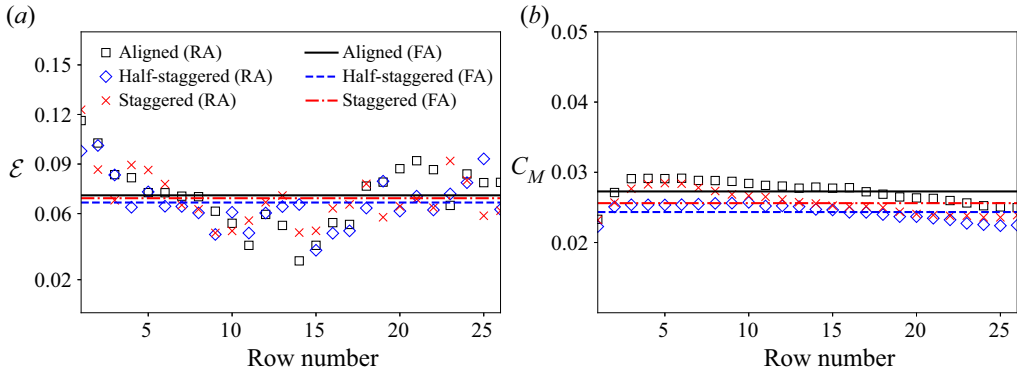 (a)
0.15
0.12
0.09
0.06
0.02
ℰ
Aligned (RA)
Half-staggered (RA)
Staggered (RA)
Aligned (FA)
Half-staggered (FA)
Staggered (FA)
5 10 15 20 25
Row number
(b)
0.05
0.04
0.03
0.02
C_M
5 10 15 20 25
Row number